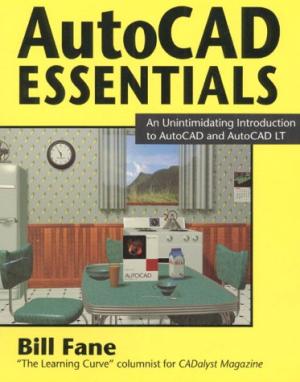 AutoCAD
ESSENTIALS
An Unintimidating Introduction
to AutoCAD and AutoCAD LT
AUTOCAD
Bill Fane
"The Learning Curve" columnist for CADalyst Magazine